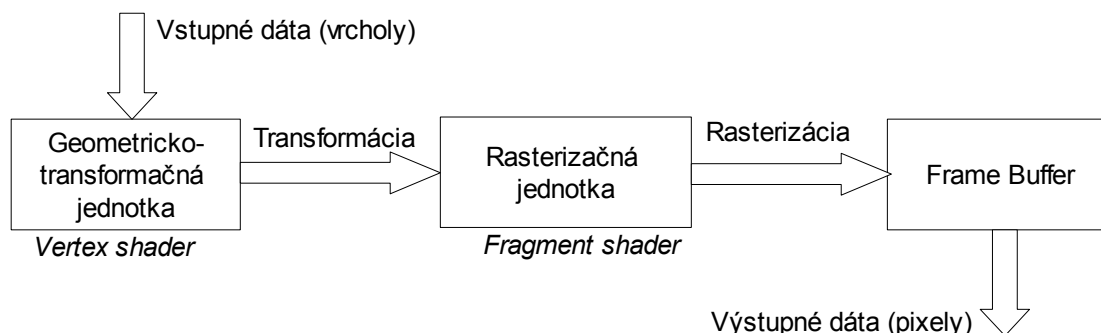 Vstupné dáta (vrcholy)
Geometricko-
transformačná
jednotka
Vertex shader
Transformácia
Rasterizačná
jednotka
Fragment shader
Rasterizácia
Frame Buffer
Výstupné dáta (pixely)